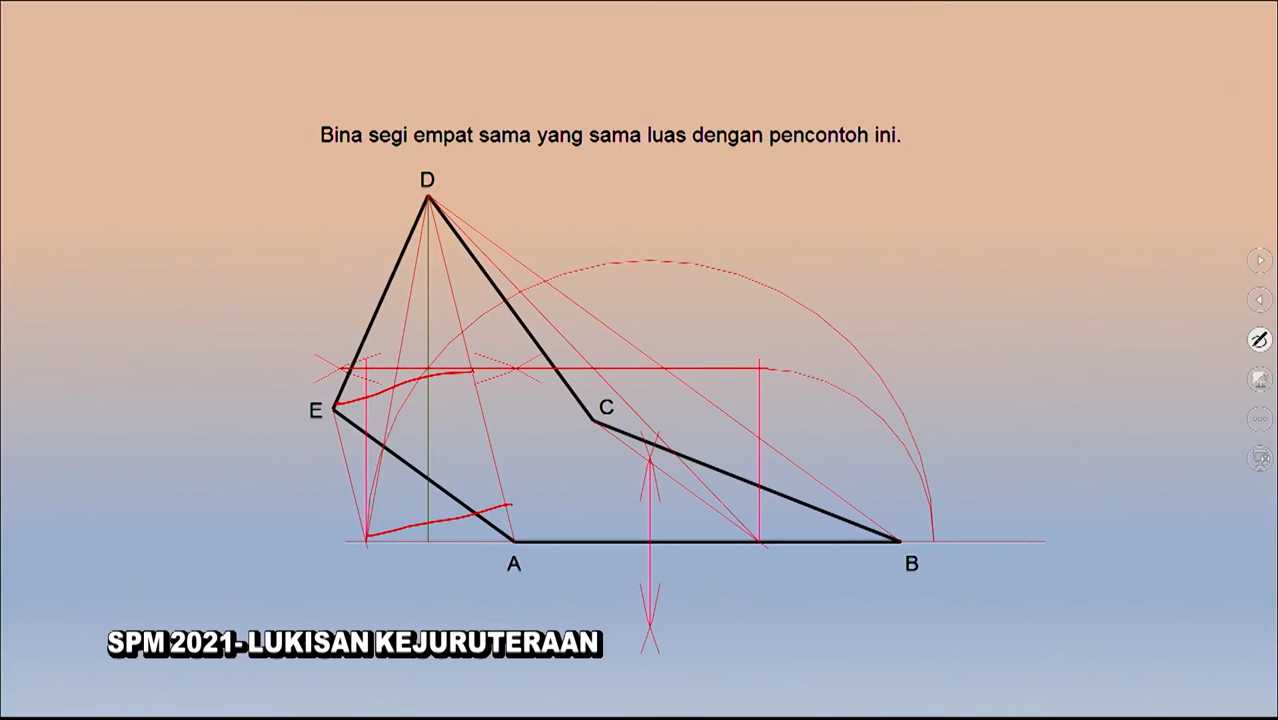 Bina segi empat sama yang sama luas dengan pencontoh ini.
D
E
C
A
B
SPM 2021- LUKISAN KEJURUTERAAN